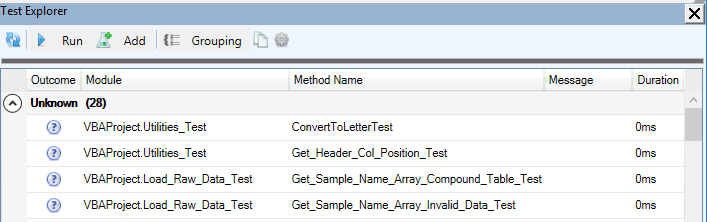 Test Explorer
Run Add Grouping
Outcome Module Method Name Message Duration
Unknown (28)
VBAProject.Utilities_Test ConvertToLetterTest 0ms
VBAProject.Utilities_Test Get_Header_Col_Position_Test 0ms
VBAProject.Load_Raw_Data_Test Get_Sample_Name_Array_Compound_Table_Test 0ms
VBAProject.Load_Raw_Data_Test Get_Sample_Name_Array_Invalid_Data_Test 0ms